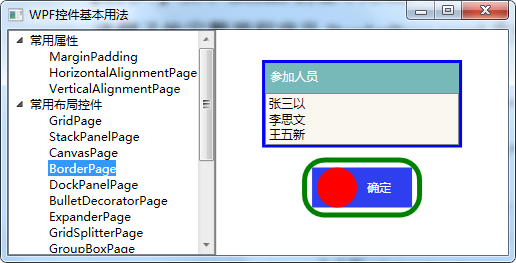 WPF控件基本用法
常用属性
MarginPadding
HorizontalAlignmentPage
VerticalAlignmentPage
常用布局控件
GridPage
StackPanelPage
CanvasPage
BorderPage
DockPanelPage
BulletDecoratorPage
ExpanderPage
GridSplitterPage
GroupBoxPage
参加人员
张三以
李思文
王五新
确定